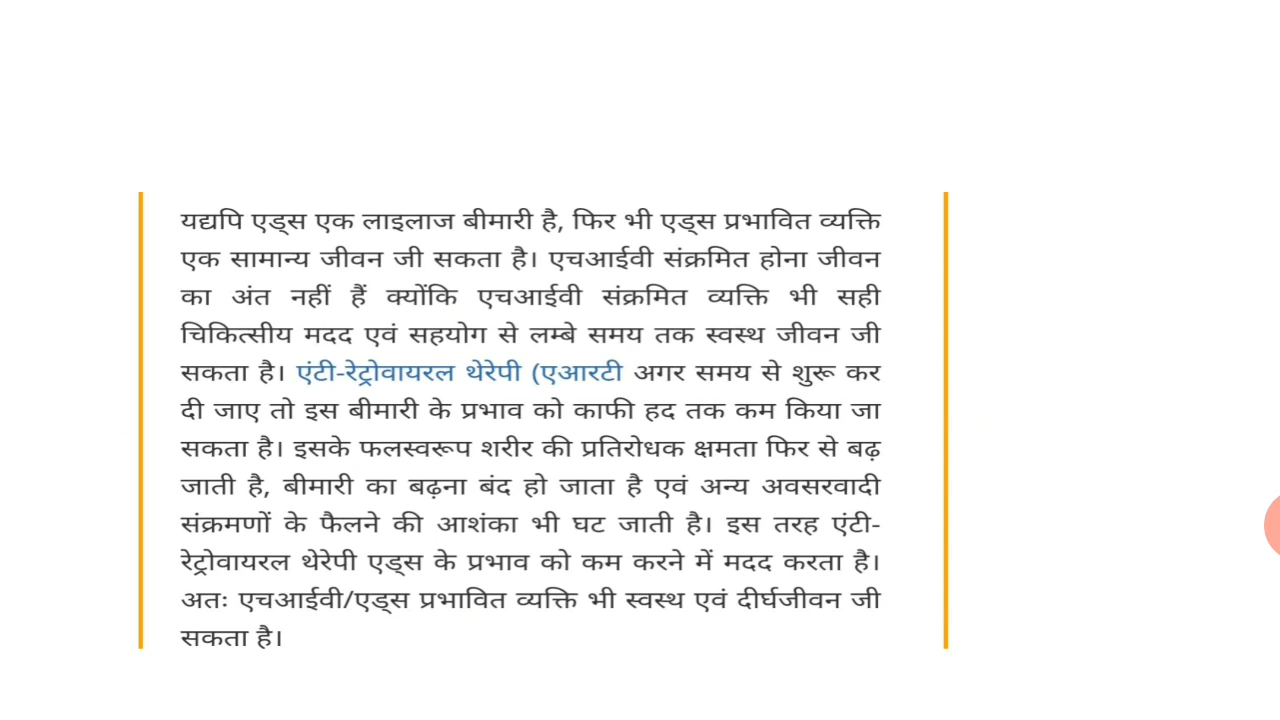 यद्यपि एड्स एक लाइलाज बीमारी है, फिर भी एड्स प्रभावित व्यक्ति
एक सामान्य जीवन जी सकता है। एचआईवी संक्रमित होना जीवन
का अंत नहीं हैं क्योंकि एचआईवी संक्रमित व्यक्ति भी सही
चिकित्सीय मदद एवं सहयोग से लम्बे समय तक स्वस्थ जीवन जी
सकता है। एंटी-रेट्रोवायरल थेरेपी (एआरटी अगर समय से शुरू कर
दी जाए तो इस बीमारी के प्रभाव को काफी हद तक कम किया जा
सकता है। इसके फलस्वरूप शरीर की प्रतिरोधक क्षमता फिर से बढ़
जाती है, बीमारी का बढ़ना बंद हो जाता है एवं अन्य अवसरवादी
संक्रमणों के फैलने की आशंका भी घट जाती है। इस तरह एंटी-
रेट्रोवायरल थेरेपी एड्स के प्रभाव को कम करने में मदद करता है।
अतः एचआईवी/एड्स प्रभावित व्यक्ति भी स्वस्थ एवं दीर्घजीवन जी
सकता है।